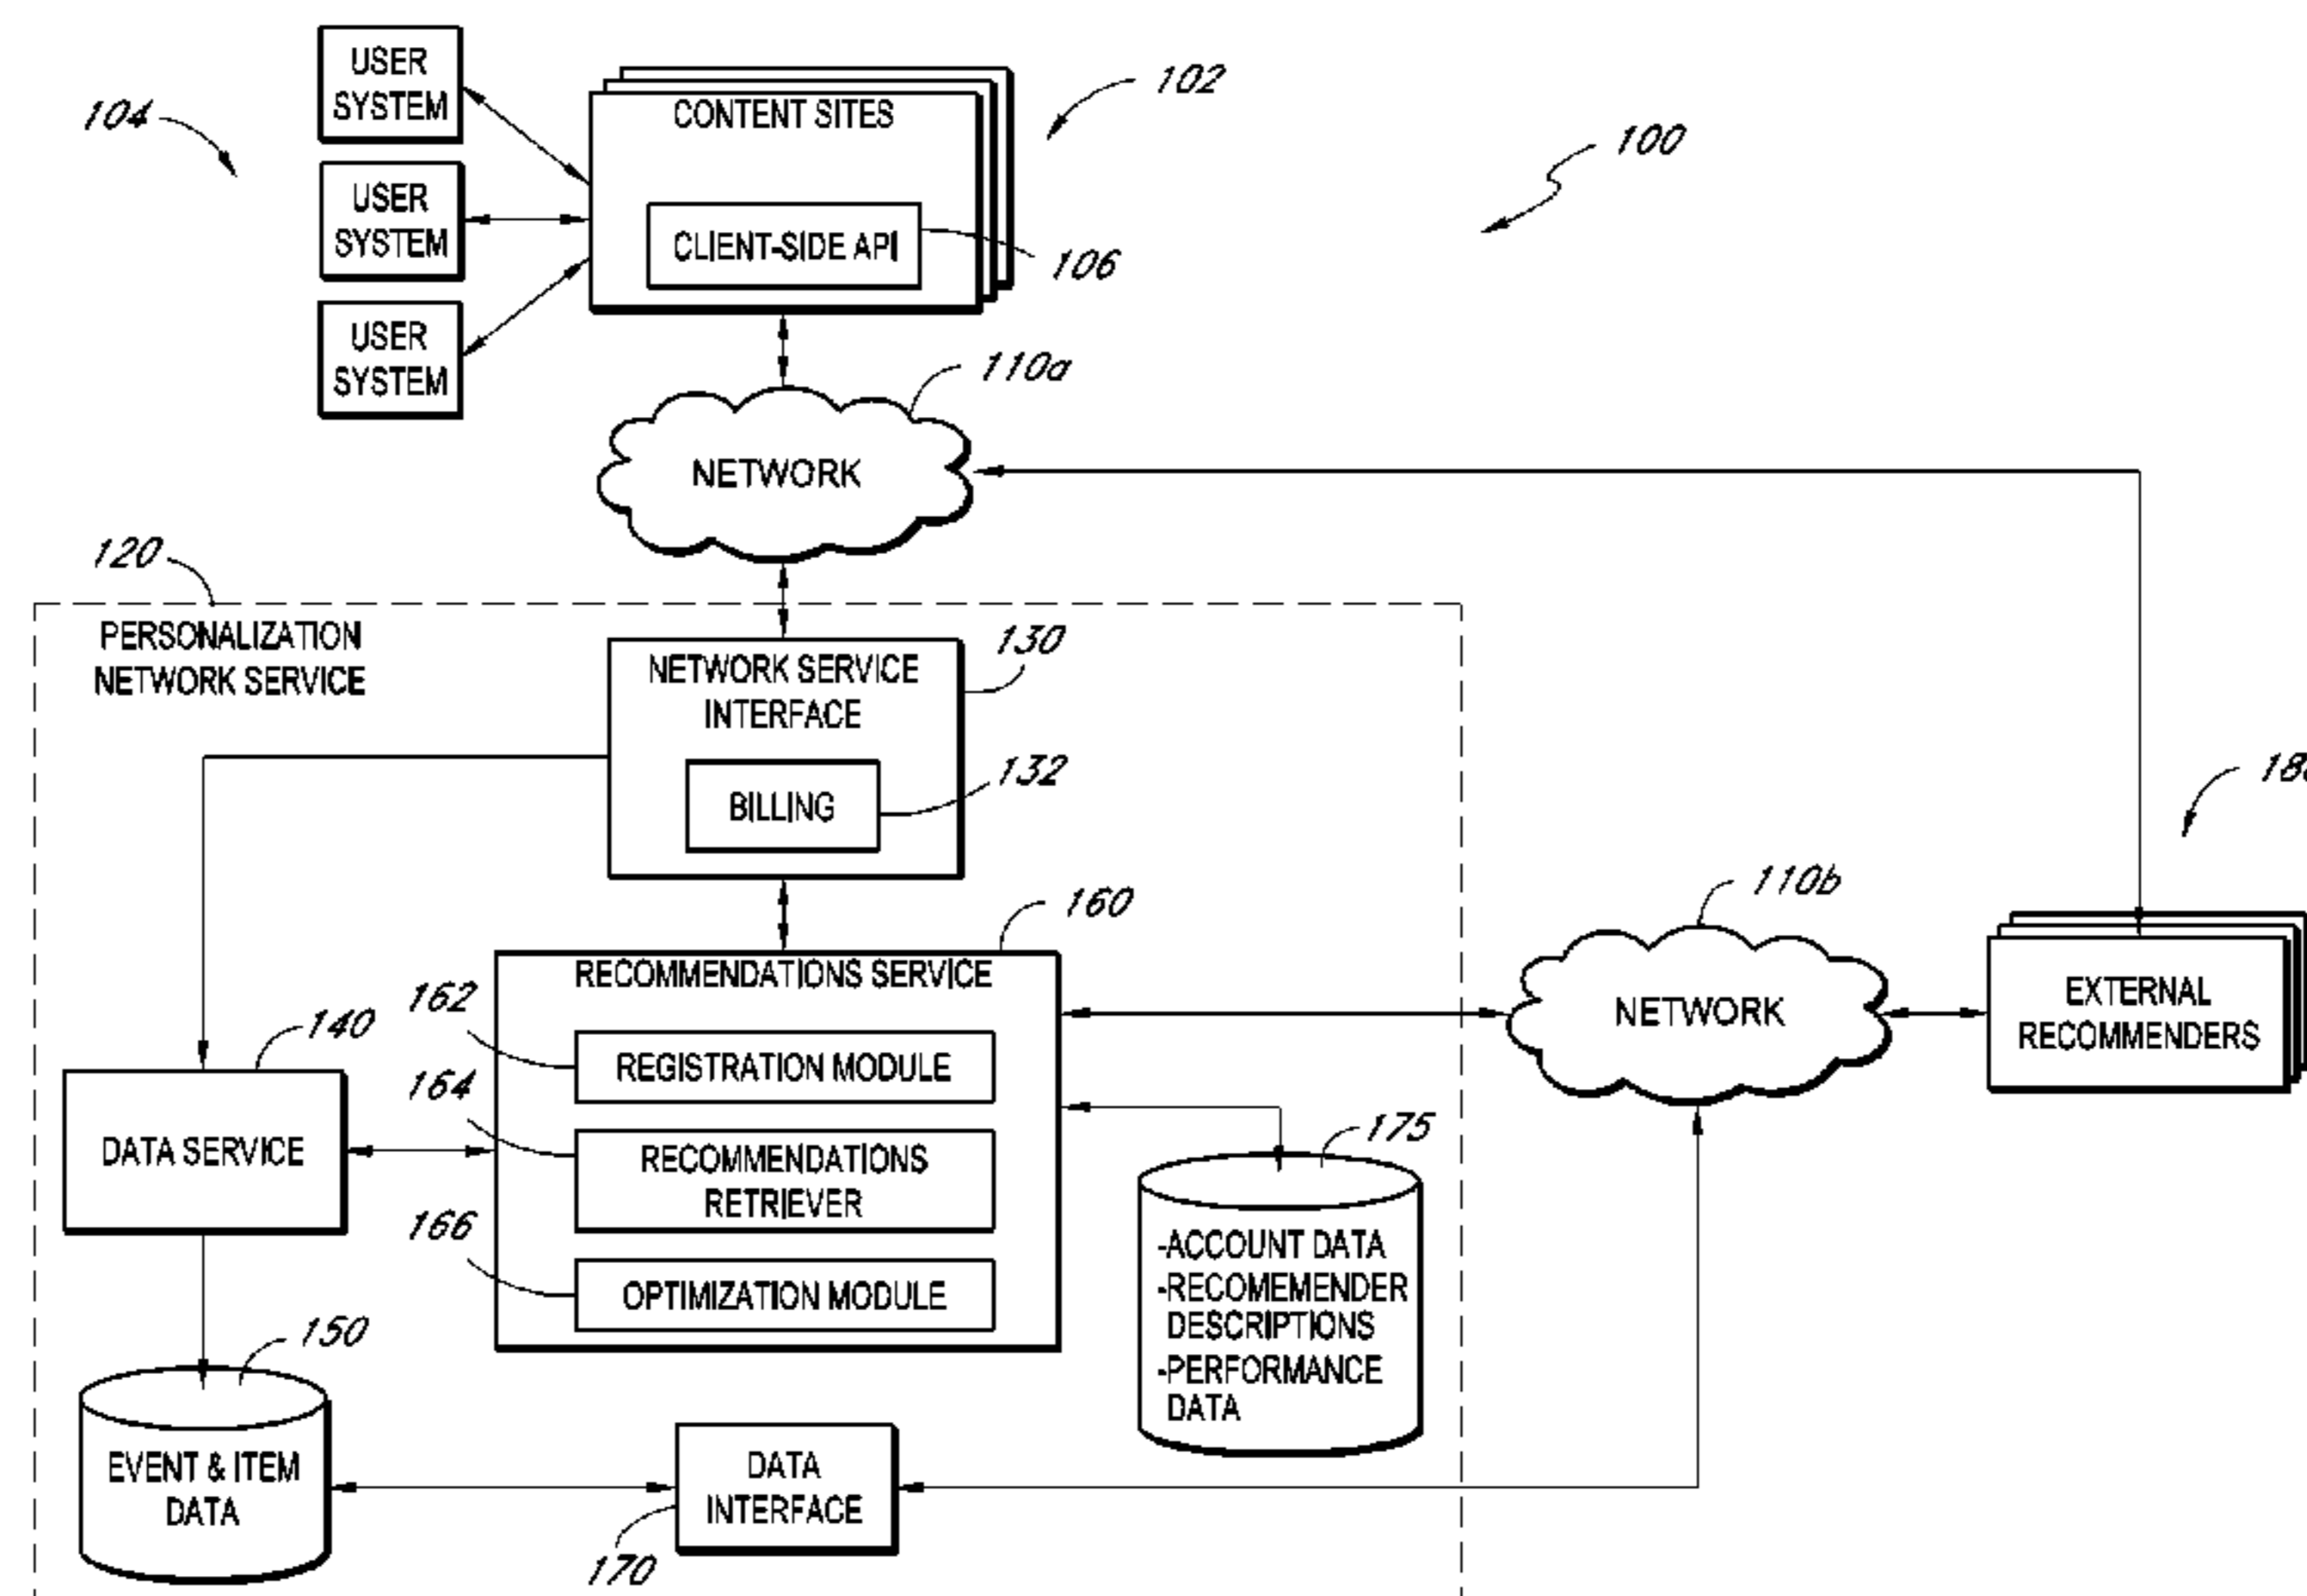 USER
SYSTEM
104
USER
SYSTEM
USER
SYSTEM
CONTENT SITES
102
CLIENT-SIDE API
106
100
110a
NETWORK
120
PERSONALIZATION
NETWORK SERVICE
NETWORK SERVICE
INTERFACE
130
BILLING
132
160
RECOMMENDATIONS SERVICE
162
REGISTRATION MODULE
164
RECOMMENDATIONS
RETRIEVER
166
OPTIMIZATION MODULE
140
DATA SERVICE
150
EVENT & ITEM
DATA
DATA
INTERFACE
170
175
-ACCOUNT DATA
-RECOMEMENDER
DESCRIPTIONS
-PERFORMANCE
DATA
110b
NETWORK
EXTERNAL
RECOMMENDERS